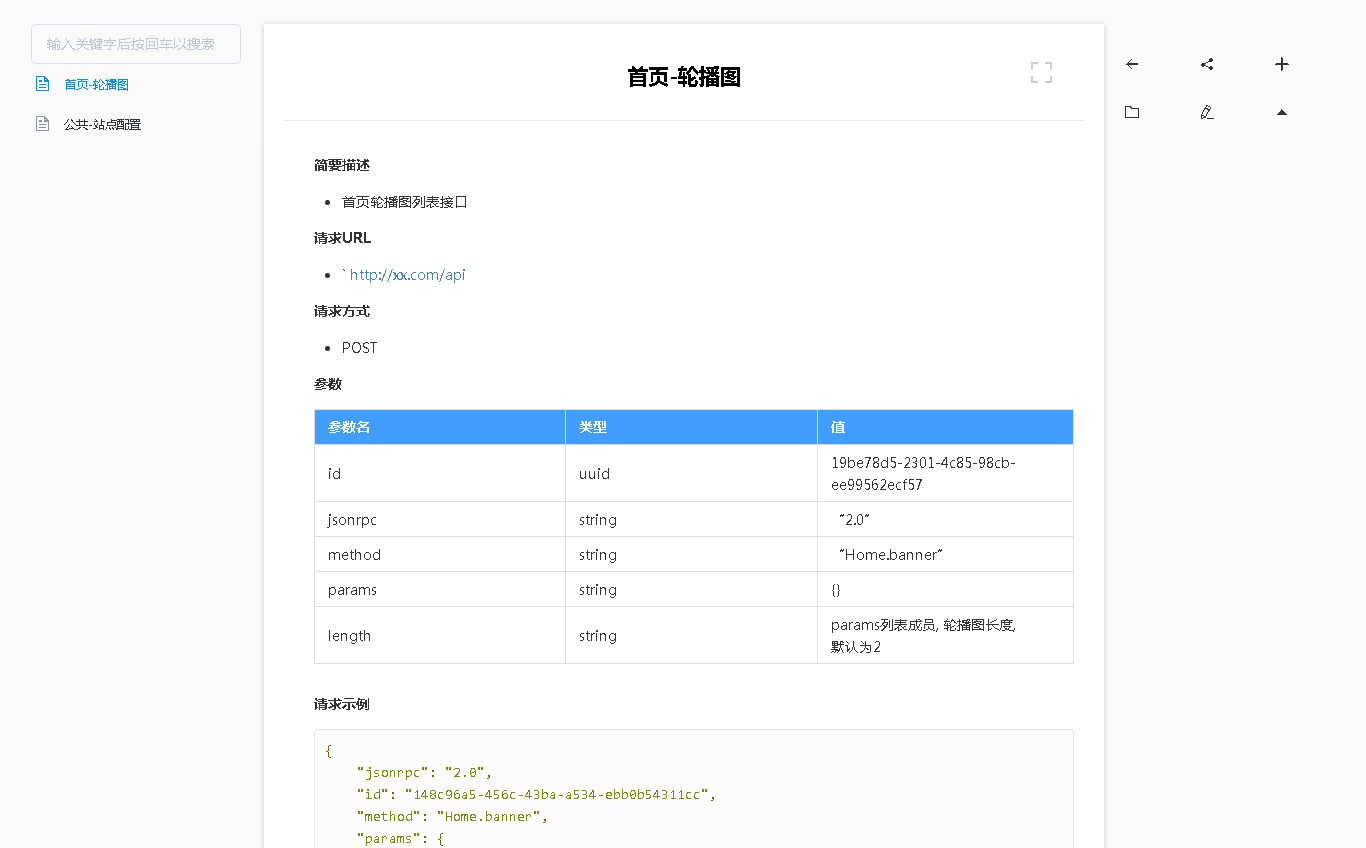 输入关键字后按回车以搜索
首页-轮播图
公共-站点配置
首页-轮播图
简要描述
首页轮播图列表接口
请求URL
` http://xx.com/api
请求方式
POST
参数
参数名 类型 值
id uuid 19be78d5-2301-4c85-98cb-
ee99562ecf57
jsonrpc string "2.0"
method string "Home.banner"
params string {}
length string params列表成员, 轮播图长度,
默认为2
请求示例
{
"jsonrpc": "2.0",
"id": "148c96a5-456c-43ba-a534-ebb0b54311cc",
"method": "Home.banner",
"params": {